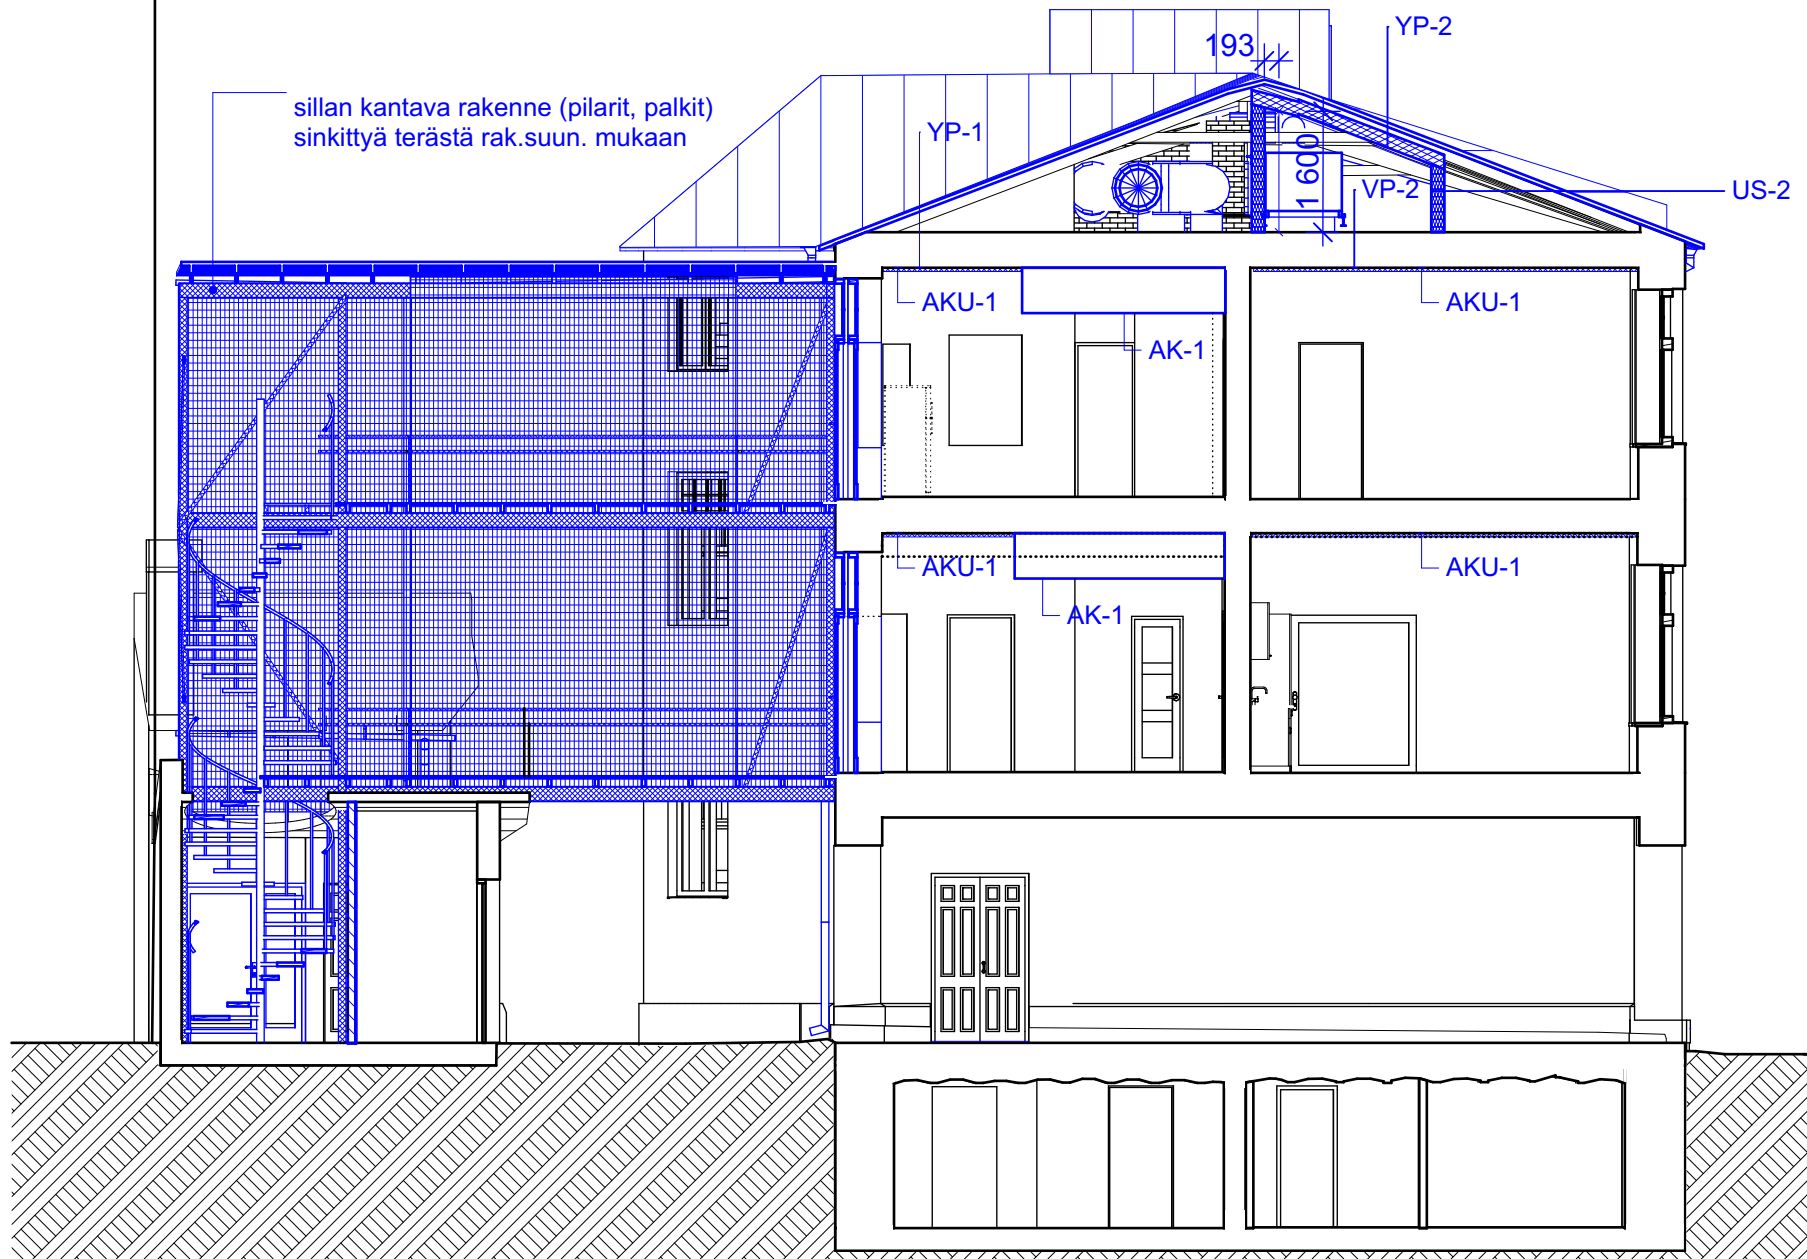 YP-2
193
sillan kantava rakenne (pilarit, palkit)
sinkittyä terästä rak.suun. mukaan
YP-1
1 600
VP-2
US-2
AKU-1
AKU-1
AK-1
AKU-1
AKU-1
AK-1